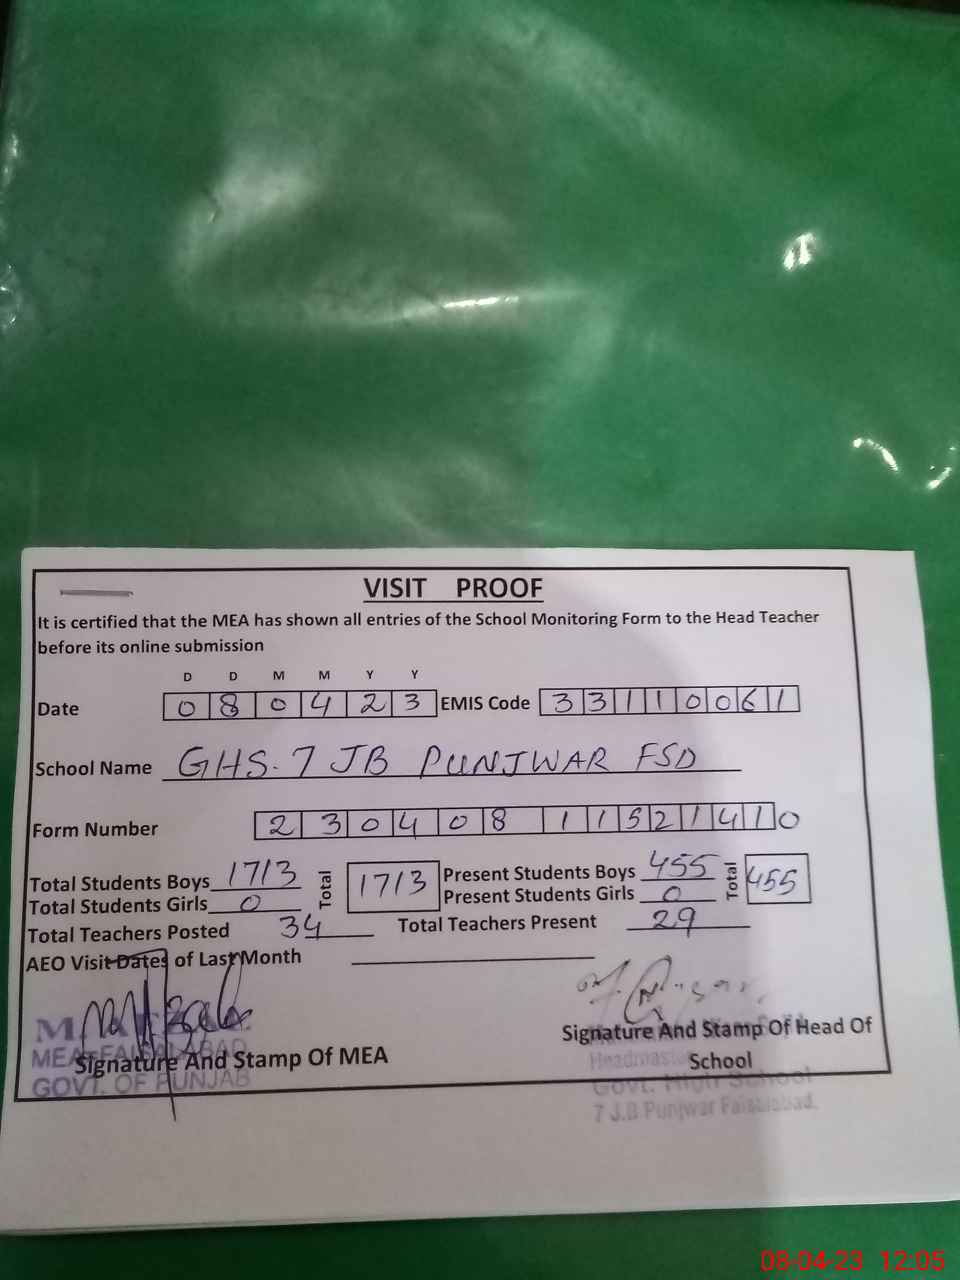 VISIT PROOF
It is certified that the MEA has shown all entries of the School Monitoring Form to the Head Teacher
before its online submission
D D M M Y Y
Date 0 8 0 4 2 3 EMIS Code 3 3 1 1 0 0 6 1
School Name GHS. 7 JB PUNJWAR FSD
Form Number 2 3 0 4 0 8 1 1 5 2 1 4 1 0
Total Students Boys 1713 Total 1713 Present Students Boys 455 Total 455
Total Students Girls 0 Present Students Girls 0
Total Teachers Posted 34 Total Teachers Present 29
AEO Visit Dates of Last Month
Signature And Stamp Of MEA
MEA FAISALABAD
GOVT. OF PUNJAB
Signature And Stamp Of Head Of
School
Govt. High School
7 J.B Punjwar Faisalabad.
08-04-23 12:05